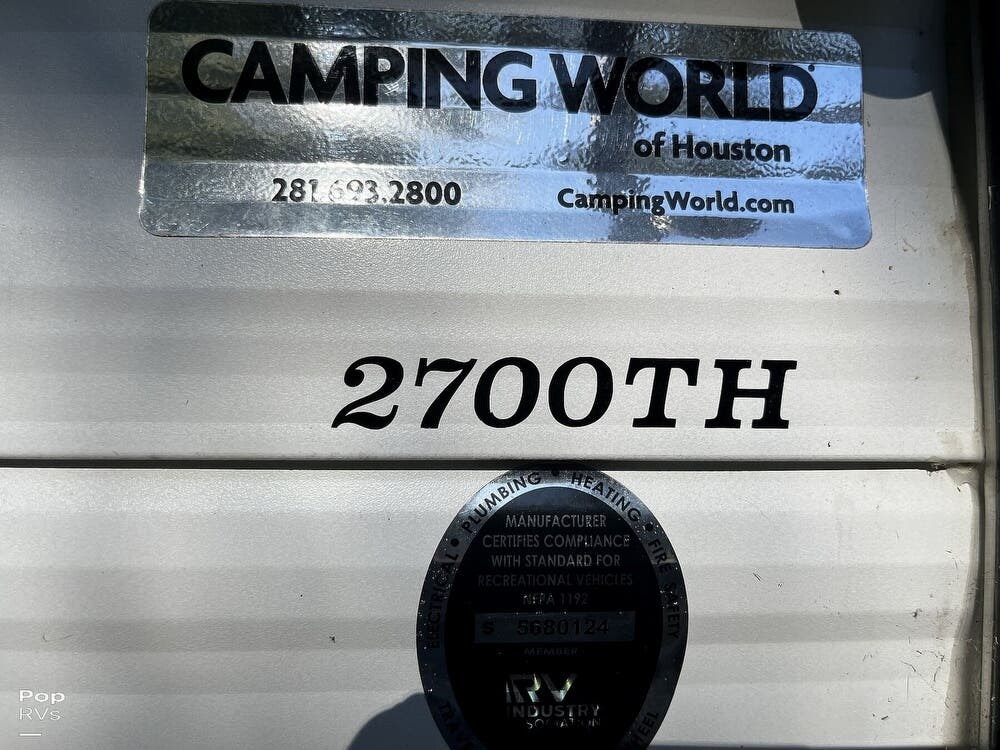 CAMPING WORLD
of Houston
281.693.2800 CampingWorld.com
2700TH
ELECTRICAL • PLUMBING • HEATING • FIRE SAFETY
MANUFACTURER
CERTIFIES COMPLIANCE
WITH STANDARD FOR
RECREATIONAL VEHICLES
NFPA 1192
S 5680124
MEMBER
RV
INDUSTRY
Pop
RVs